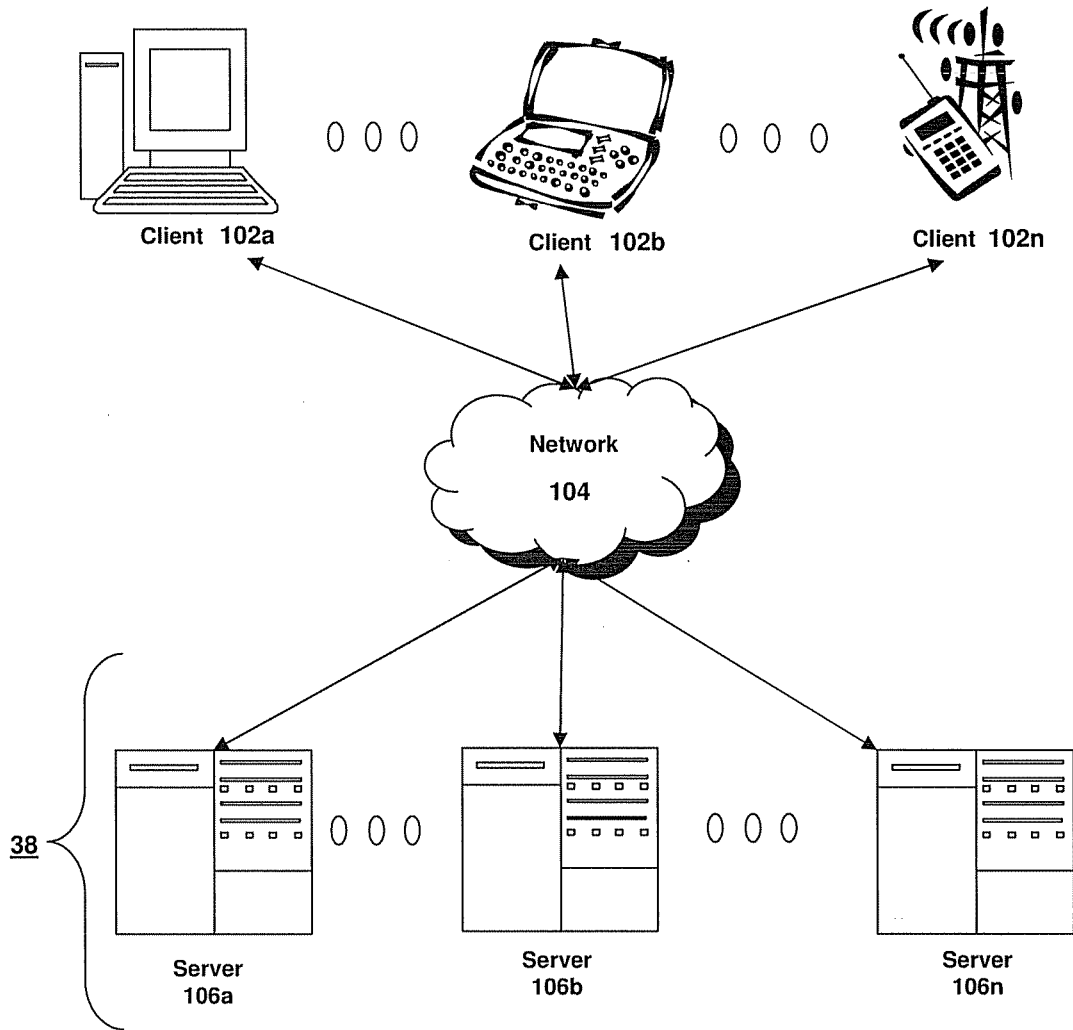 Client 102a
Client 102b
Client 102n
Network
104
38
Server
106a
Server
106b
Server
106n